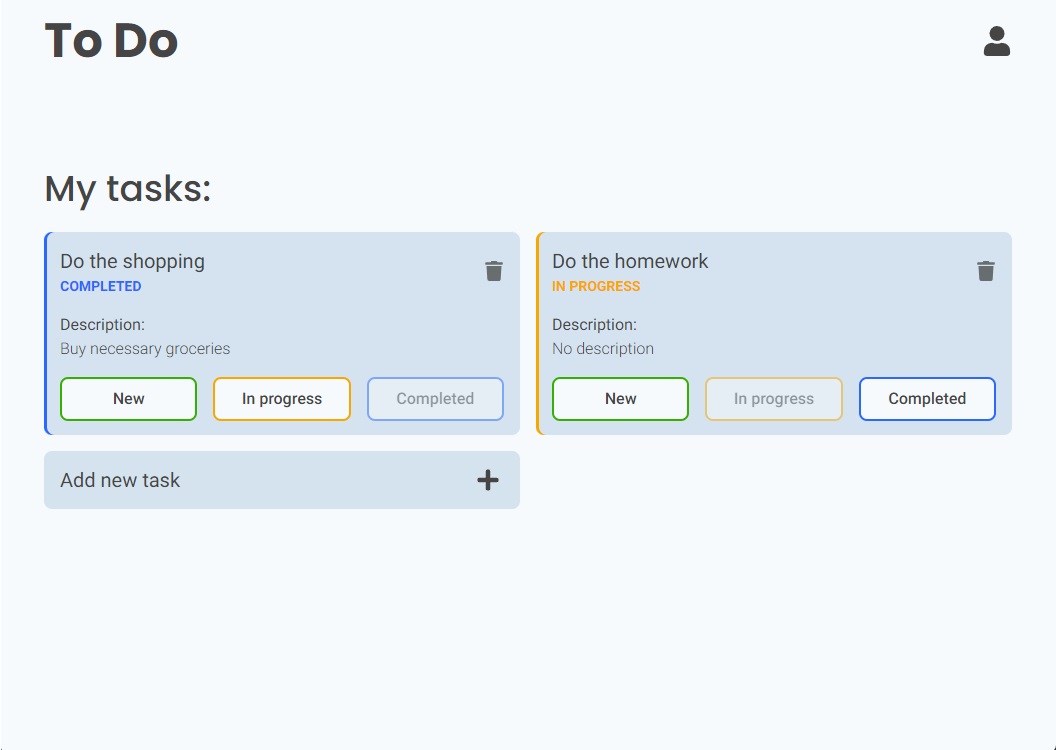 To Do
My tasks:
Do the shopping
COMPLETED
Description:
Buy necessary groceries
New In progress Completed
Do the homework
IN PROGRESS
Description:
No description
New In progress Completed
Add new task